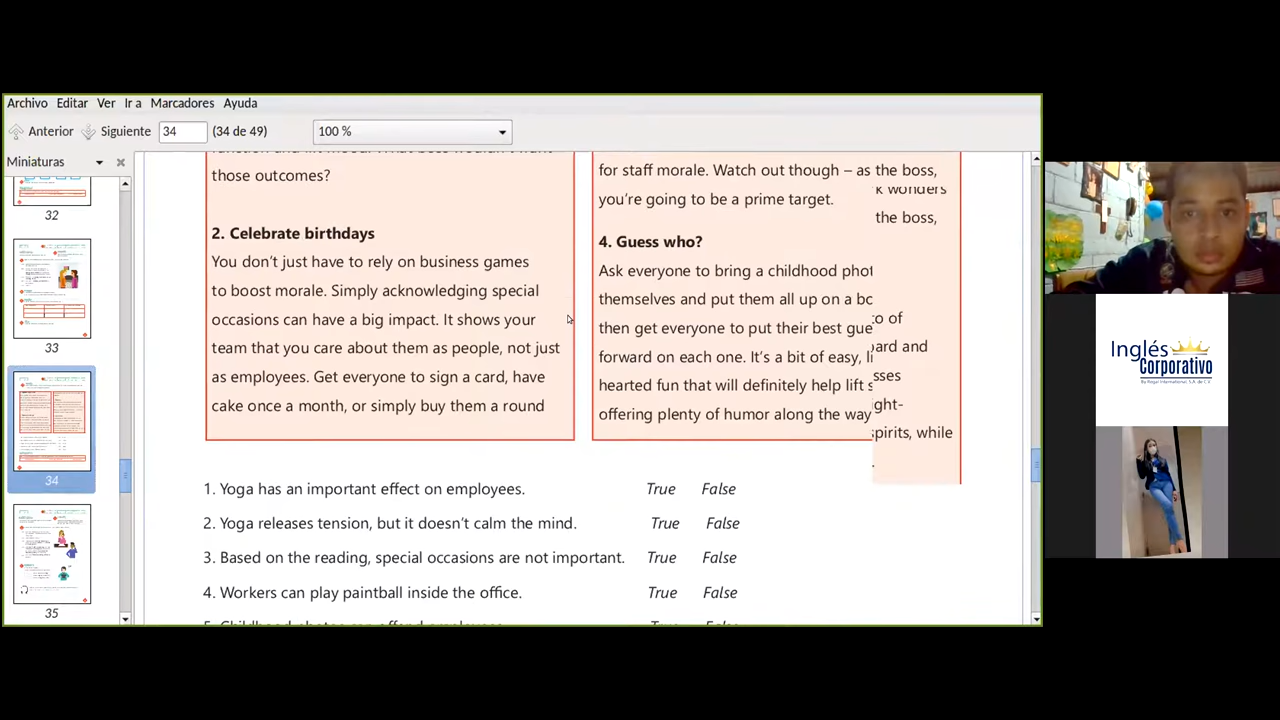 Archivo Editar Ver Ir a Marcadores Ayuda
Anterior Siguiente 34 (34 de 49) 100 %
Miniaturas
32
33
34
35
those outcomes?
2. Celebrate birthdays
You don't just have to rely on business games
to boost morale. Simply acknowledging special
occasions can have a big impact. It shows your
team that you care about them as people, not just
as employees. Get everyone to sign a card, have
cake once a month, or simply buy them a round
for staff morale. Watch out though – as the boss,
k wonders
you're going to be a prime target.
the boss,
4. Guess who?
Ask everyone to bring a childhood phot
themselves and put them all up on a bo
to of
then get everyone to put their best gue
ard and
forward on each one. It's a bit of easy, li
sses
hearted fun that will definitely help lift s
ght-
offering plenty of humor along the way
pirits, while
1. Yoga has an important effect on employees. True False
2. Yoga releases tension, but it doesn't calm the mind. True False
3. Based on the reading, special occasions are not important. True False
4. Workers can play paintball inside the office. True False
Inglés
Corporativo
By Rogar International, S.A. de C.V.